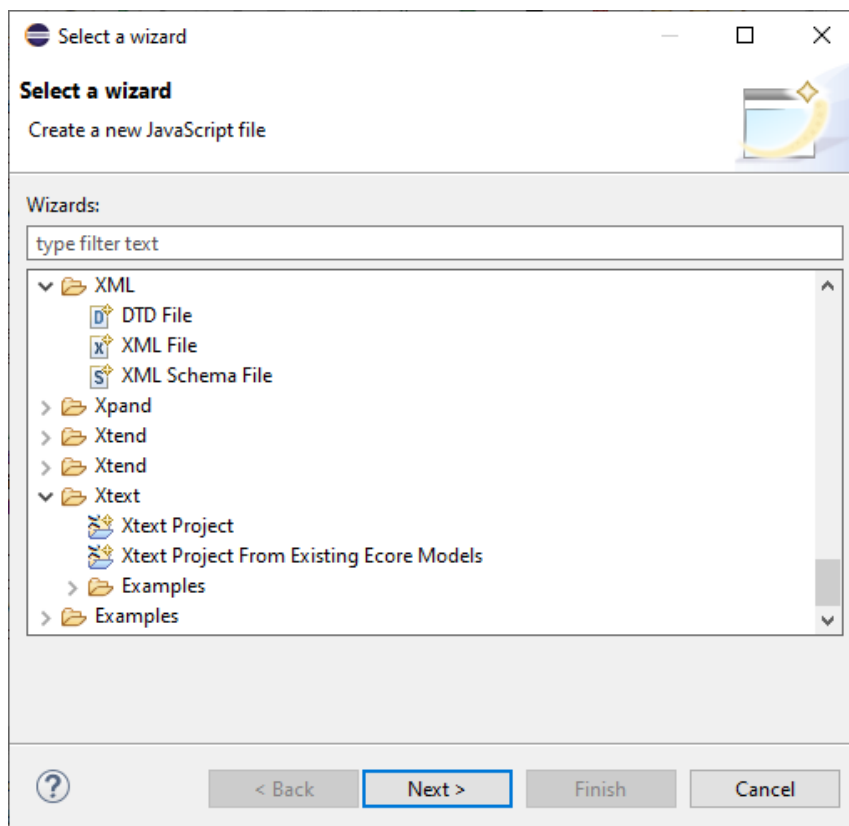 Select a wizard
Select a wizard
Create a new JavaScript file
Wizards:
type filter text
XML
DTD File
XML File
XML Schema File
Xpand
Xtend
Xtend
Xtext
Xtext Project
Xtext Project From Existing Ecore Models
Examples
Examples
< Back Next > Finish Cancel